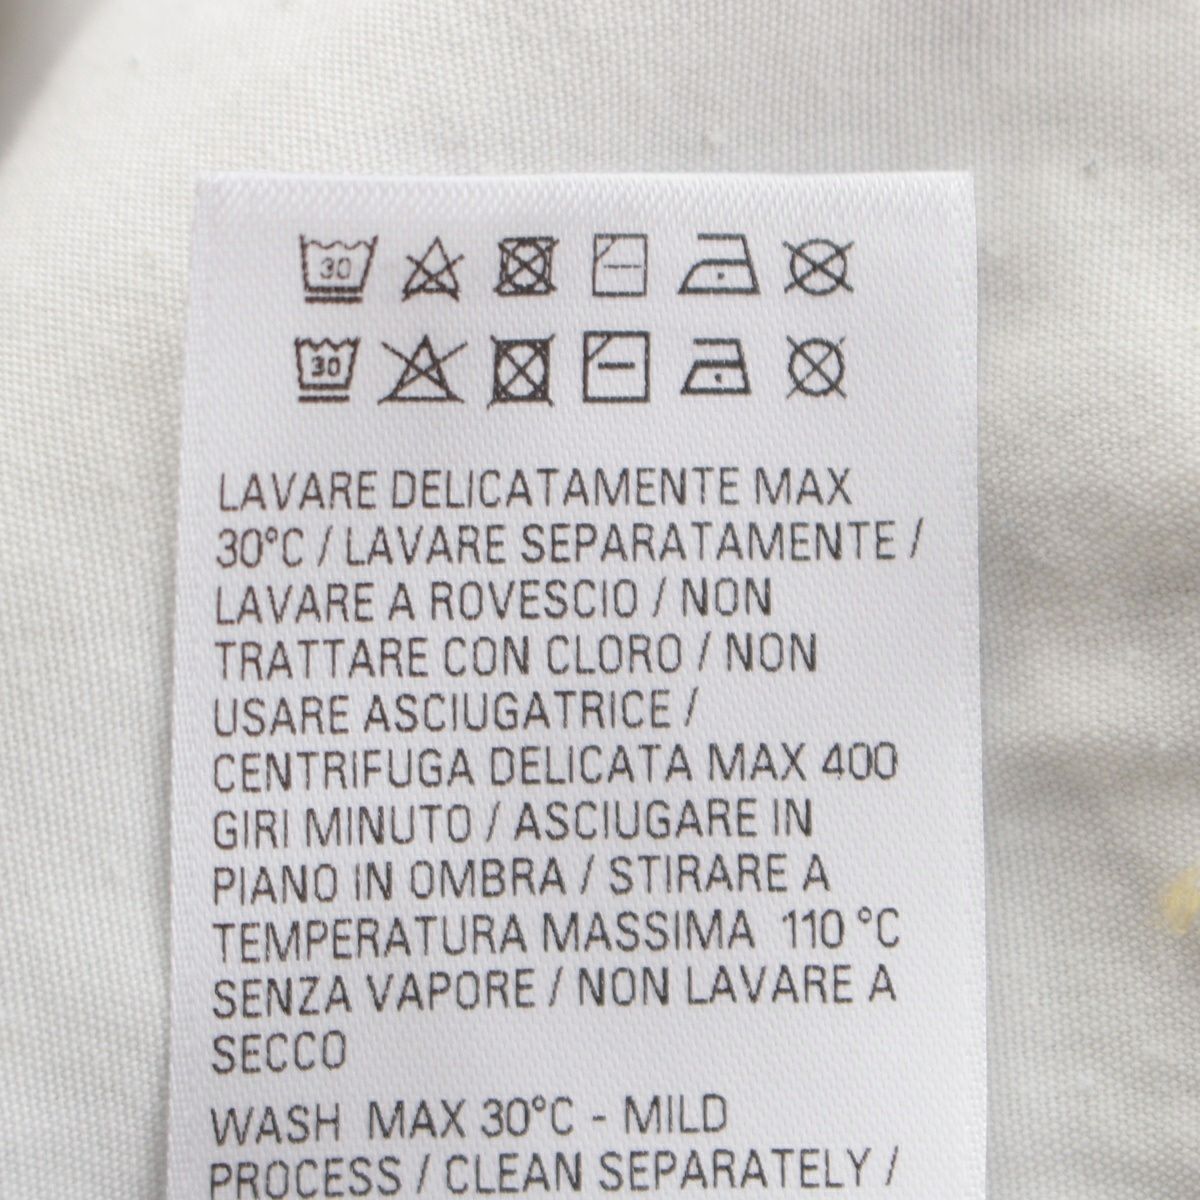 30
30
LAVARE DELICATAMENTE MAX
30°C / LAVARE SEPARATAMENTE /
LAVARE A ROVESCIO / NON
TRATTARE CON CLORO / NON
USARE ASCIUGATRICE /
CENTRIFUGA DELICATA MAX 400
GIRI MINUTO / ASCIUGARE IN
PIANO IN OMBRA / STIRARE A
TEMPERATURA MASSIMA 110 °C
SENZA VAPORE / NON LAVARE A
SECCO
WASH MAX 30°C - MILD
PROCESS / CLEAN SEPARATELY /